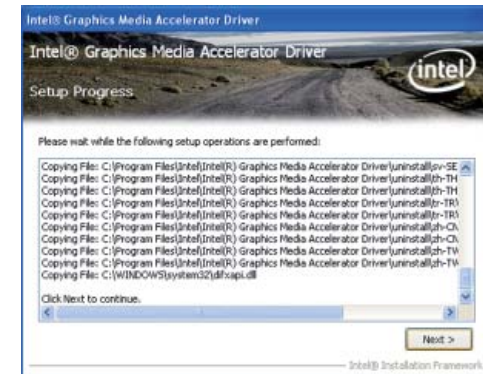 Intel® Graphics Media Accelerator Driver
Intel® Graphics Media Accelerator Driver
intel
Setup Progress
Please wait while the following setup operations are performed:
Copying File: C:\Program Files\Intel\Intel(R) Graphics Media Accelerator Driver\uninstall\sv-SE
Copying File: C:\Program Files\Intel\Intel(R) Graphics Media Accelerator Driver\uninstall\th-TH
Copying File: C:\Program Files\Intel\Intel(R) Graphics Media Accelerator Driver\uninstall\th-TH
Copying File: C:\Program Files\Intel\Intel(R) Graphics Media Accelerator Driver\uninstall\tr-TR\
Copying File: C:\Program Files\Intel\Intel(R) Graphics Media Accelerator Driver\uninstall\tr-TR\
Copying File: C:\Program Files\Intel\Intel(R) Graphics Media Accelerator Driver\uninstall\zh-CN
Copying File: C:\Program Files\Intel\Intel(R) Graphics Media Accelerator Driver\uninstall\zh-CN
Copying File: C:\Program Files\Intel\Intel(R) Graphics Media Accelerator Driver\uninstall\zh-TW
Copying File: C:\Program Files\Intel\Intel(R) Graphics Media Accelerator Driver\uninstall\zh-TW
Copying File: C:\WINDOWS\system32\difxapi.dll
Click Next to continue.
Next >
Intel® Installation Framework